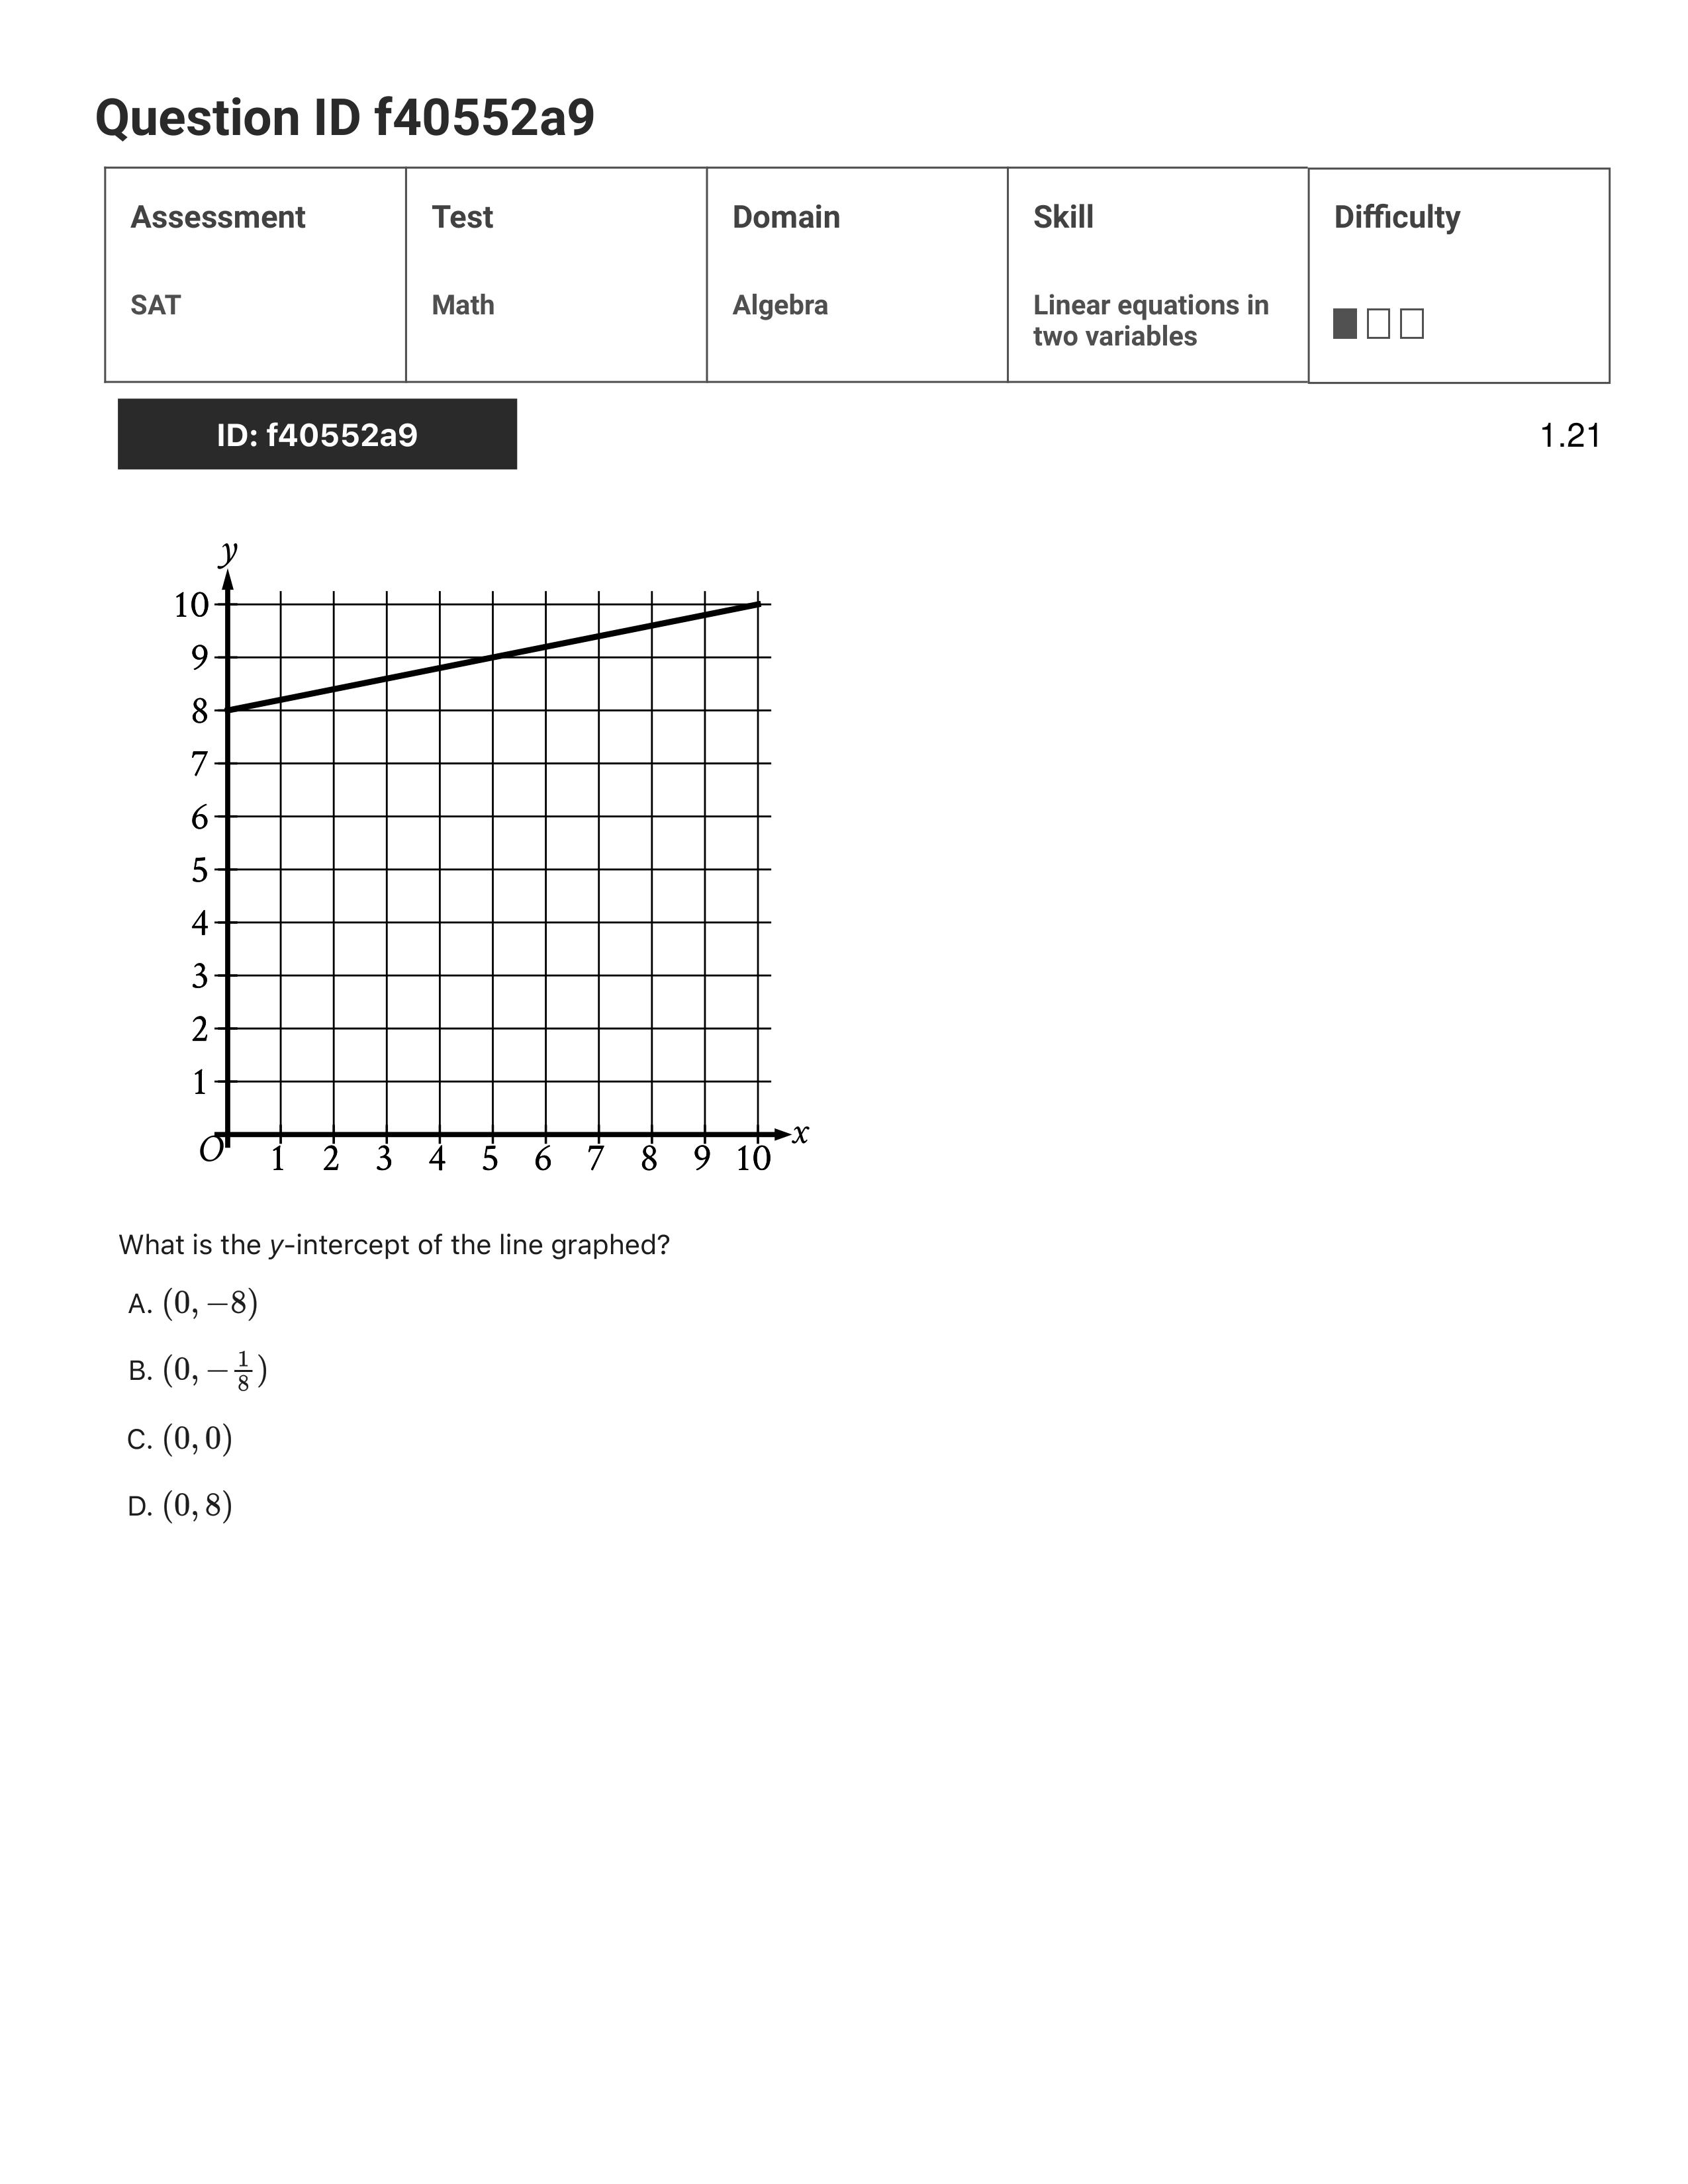 Question ID f40552a9
Assessment Test Domain Skill Difficulty
SAT Math Algebra Linear equations in two variables
ID: f40552a9 1.21
y
10
9
8
7
6
5
4
3
2
1
O 1 2 3 4 5 6 7 8 9 10 x
What is the y-intercept of the line graphed?
A. (0, −8)
B. (0, −1/8)
C. (0, 0)
D. (0, 8)